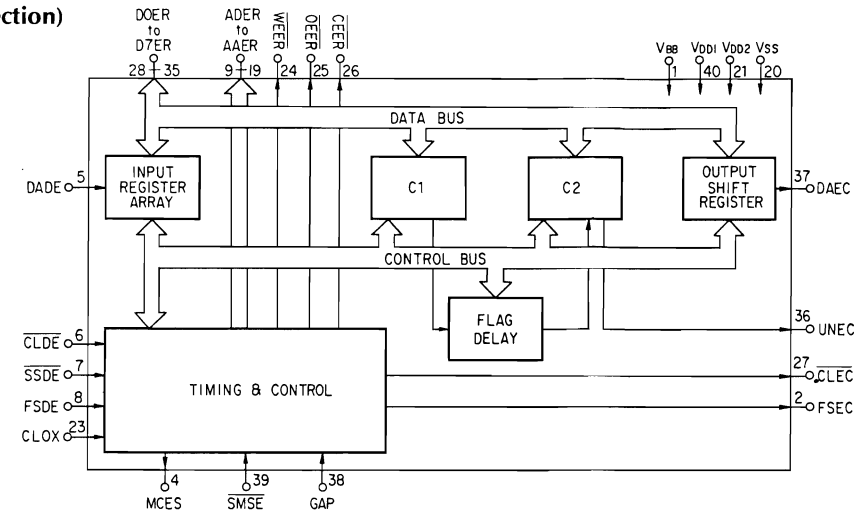 ction)
DOER
to
D7ER
ADER
to
AAER
WEER
OEER
CEER
28 35
9 19
24
25
26
VBB
VDD1
VDD2
VSS
1
40
21
20
DATA BUS
DADE
5
INPUT
REGISTER
ARRAY
C1
C2
OUTPUT
SHIFT
REGISTER
37
DAEC
CONTROL BUS
FLAG
DELAY
36
UNEC
CLDE
6
SSDE
7
FSDE
8
CLOX
23
TIMING & CONTROL
27
CLEC
2
FSEC
4
39
38
MCES
SMSE
GAP